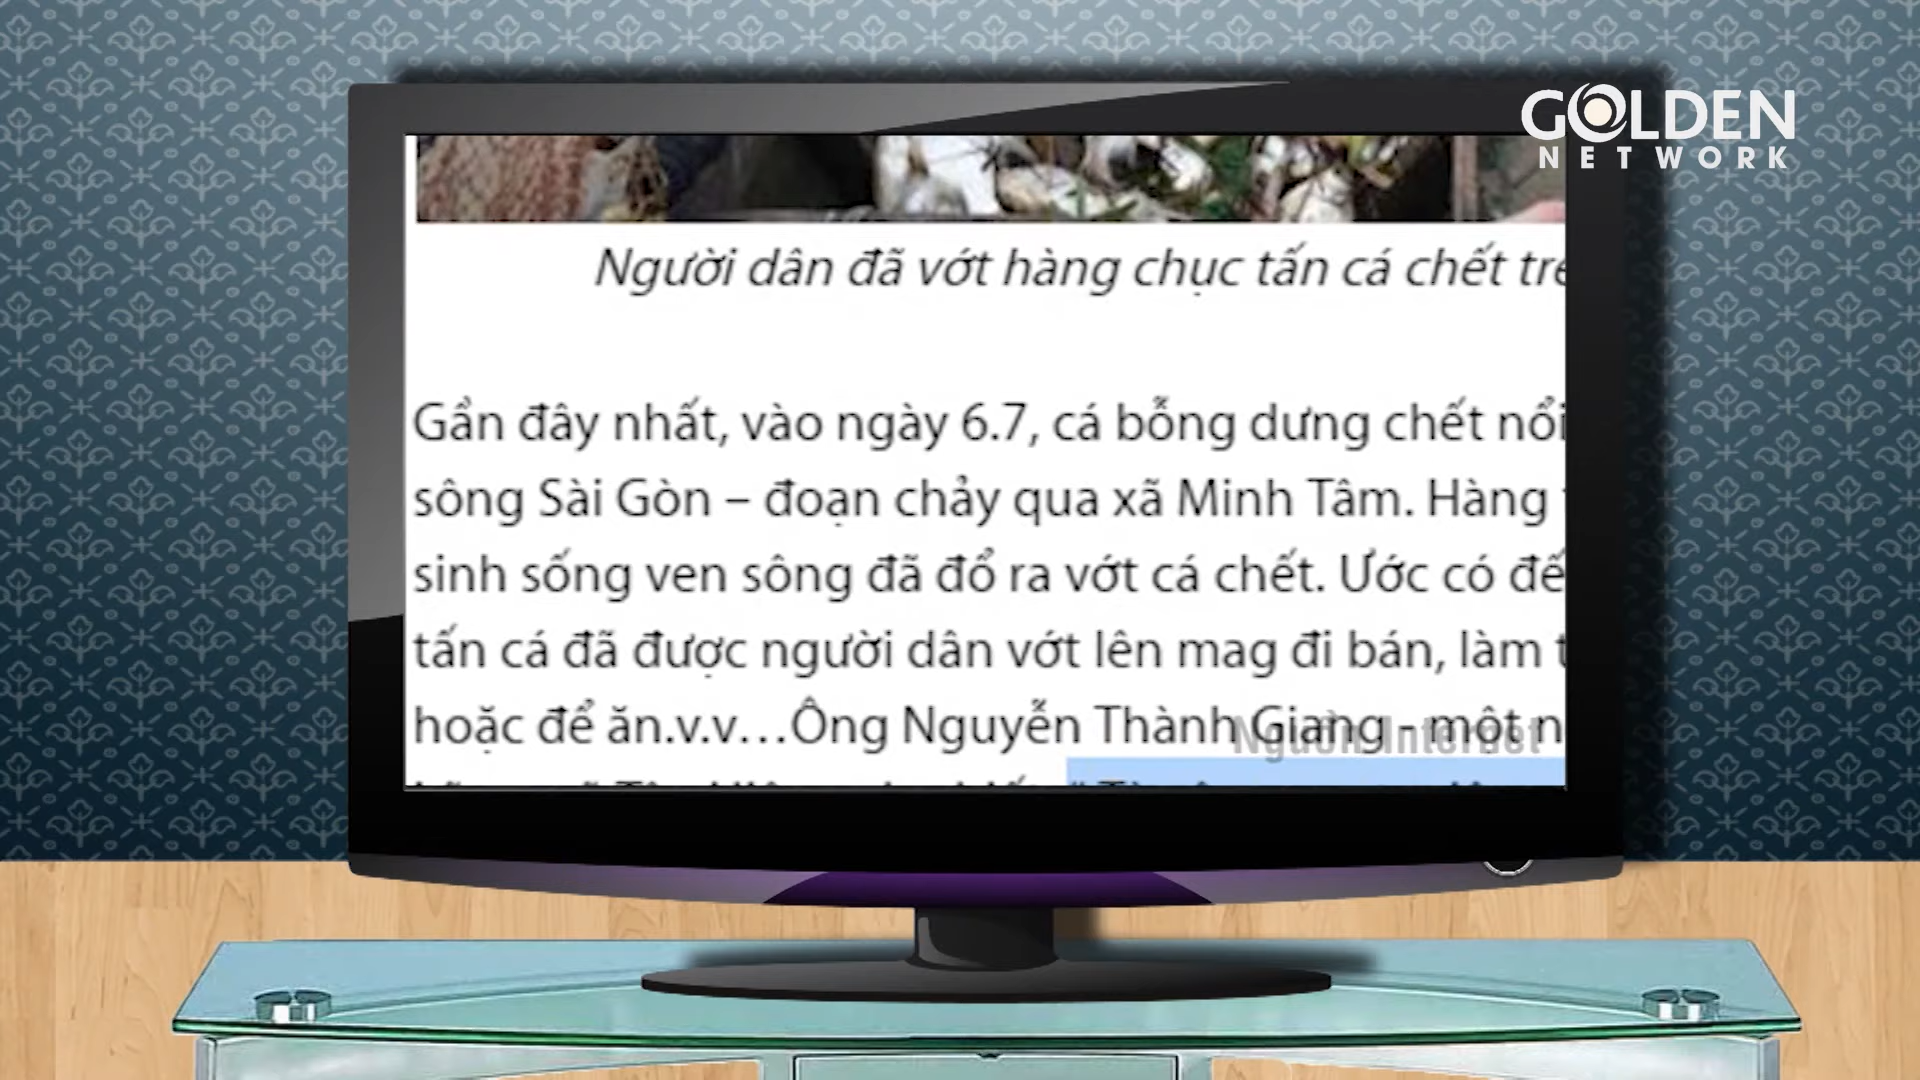 GOLDEN
NETWORK
Người dân đã vớt hàng chục tấn cá chết
Gần đây nhất, vào ngày 6.7, cá bỗng dưng chết nổi
sông Sài Gòn – đoạn chảy qua xã Minh Tâm. Hàng
sinh sống ven sông đã đổ ra vớt cá chết. Ước có
tấn cá đã được người dân vớt lên mag đi bán, làm
hoặc để ăn.v.v...Ông Nguyễn Thành Giang - một
Nguồn: Internet